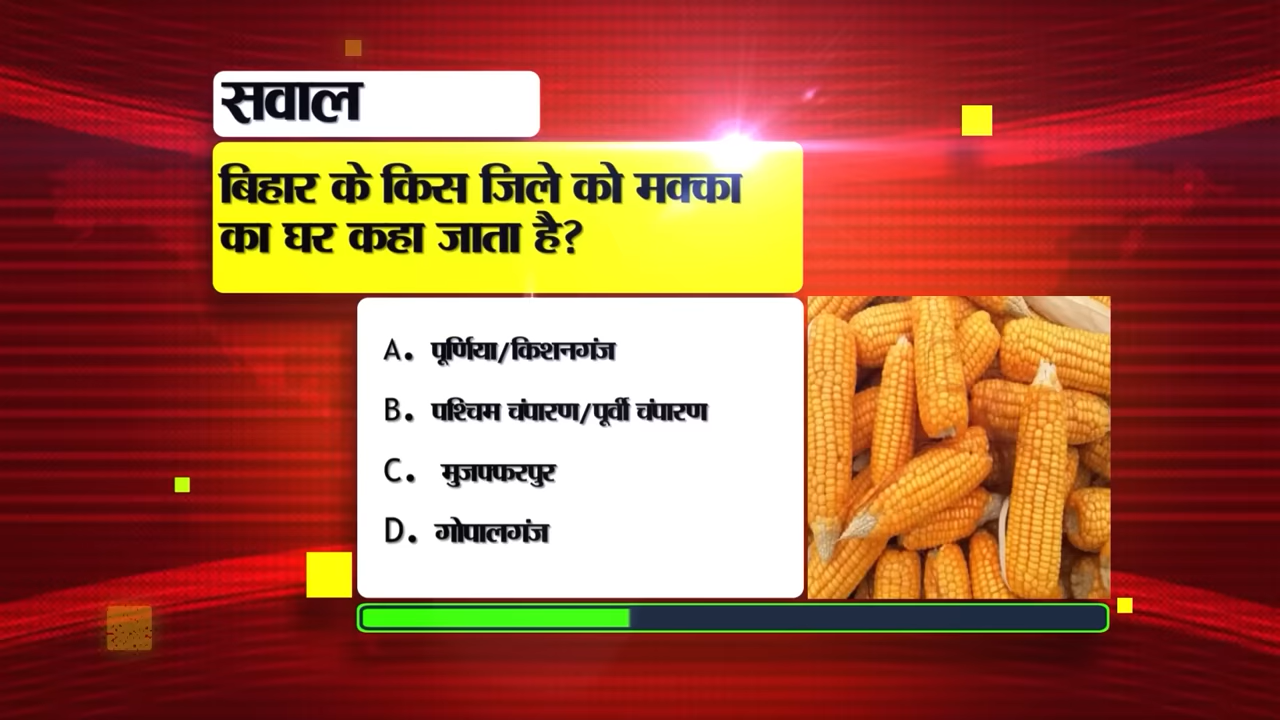 सवाल
बिहार के किस जिले को मक्का
का घर कहा जाता है?
A. पूर्णिया/किशनगंज
B. पश्चिम चंपारण/पूर्वी चंपारण
C. मुजफ्फरपुर
D. गोपालगंज